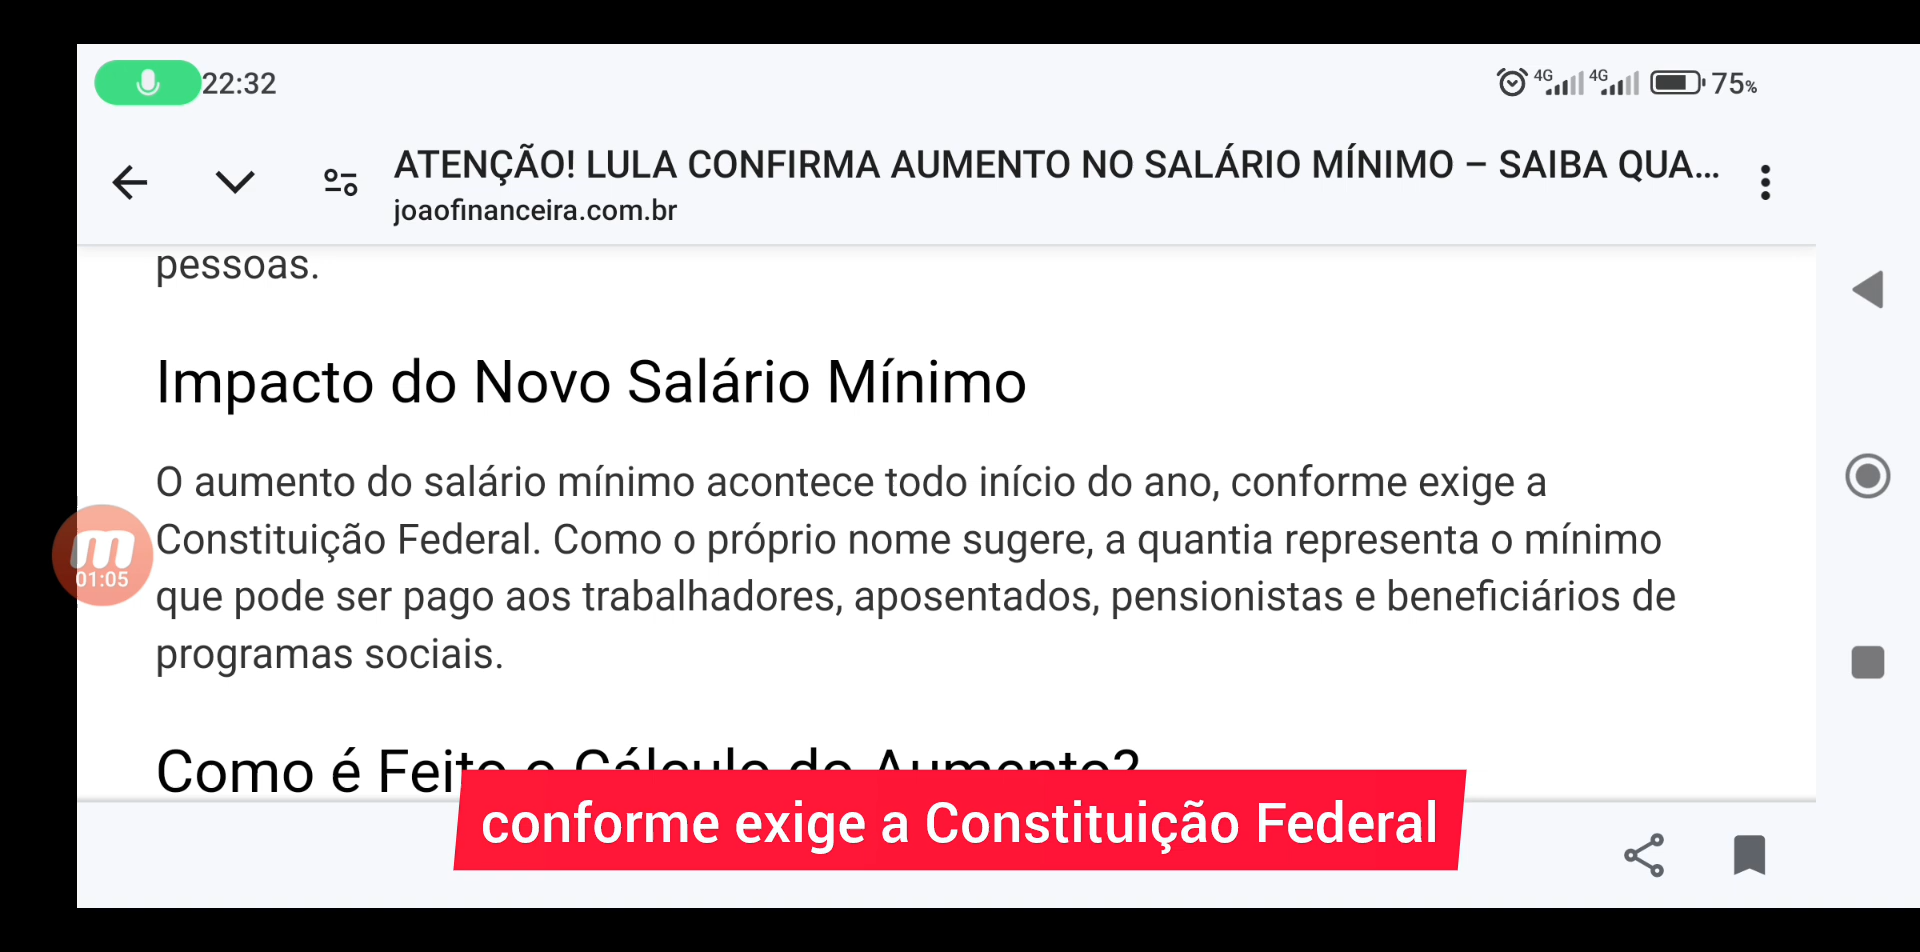 22:32
4G 4G 75%
ATENÇÃO! LULA CONFIRMA AUMENTO NO SALÁRIO MÍNIMO – SAIBA QUA...
joaofinanceira.com.br
pessoas.
Impacto do Novo Salário Mínimo
O aumento do salário mínimo acontece todo início do ano, conforme exige a
Constituição Federal. Como o próprio nome sugere, a quantia representa o mínimo
que pode ser pago aos trabalhadores, aposentados, pensionistas e beneficiários de
programas sociais.
01:05
Como é Feito o Cálculo do Aumento?
conforme exige a Constituição Federal